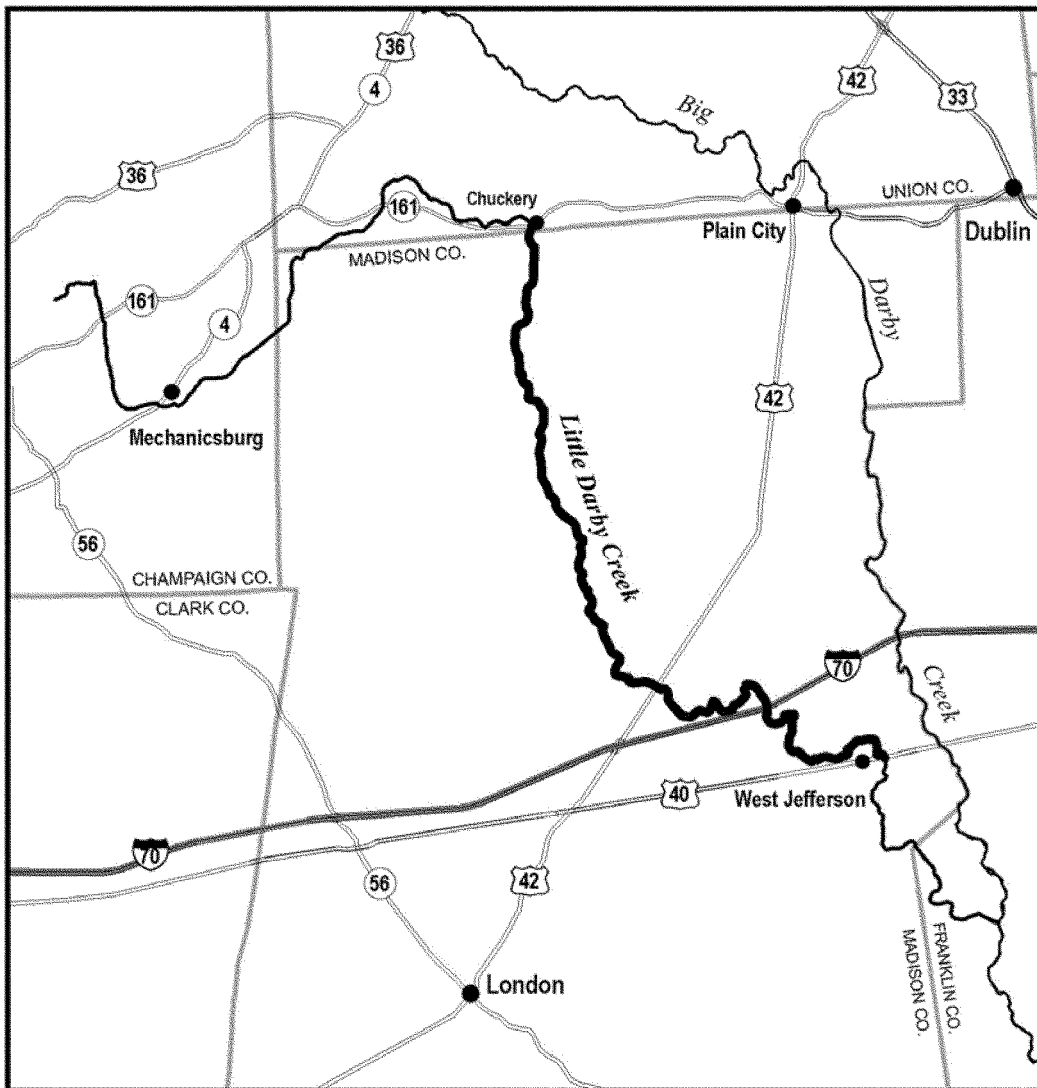 36
4
42
33
Big
36
Chuckery
161
UNION CO.
Plain City
Dublin
MADISON CO.
161
4
Darby
42
Mechanicsburg
Little Darby Creek
56
CHAMPAIGN CO.
CLARK CO.
70
Creek
40
West Jefferson
70
56
42
FRANKLIN CO.
MADISON CO.
London